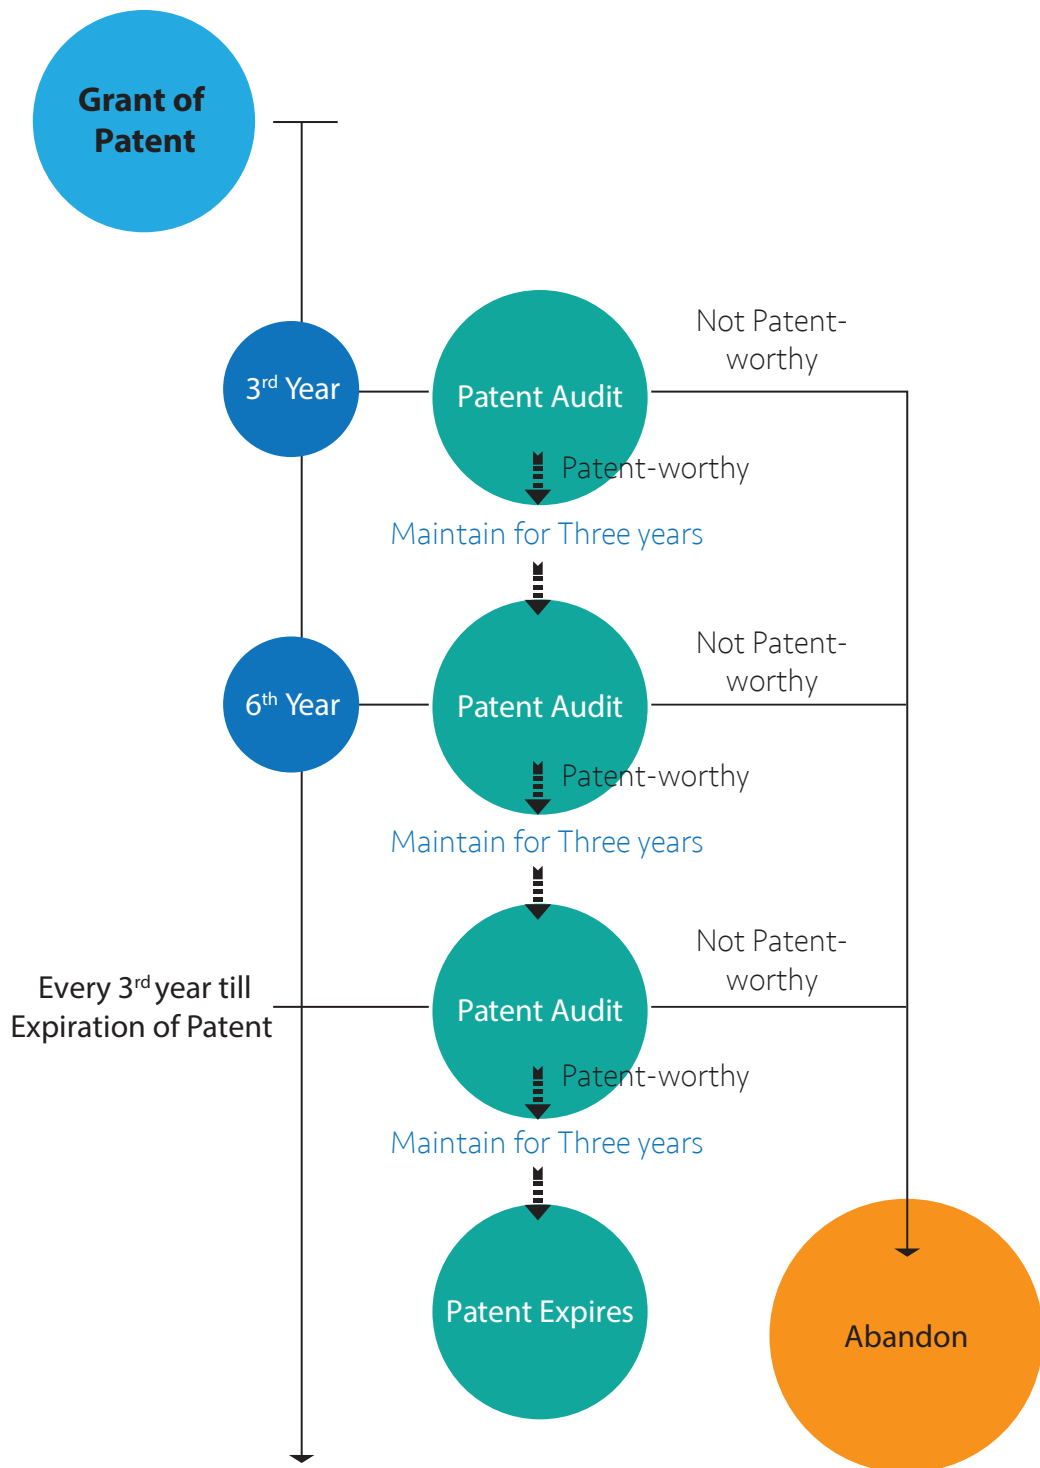 Grant of
Patent
Not Patent-
worthy
3rd Year
Patent Audit
Patent-worthy
Maintain for Three years
Not Patent-
worthy
6th Year
Patent Audit
Patent-worthy
Maintain for Three years
Not Patent-
worthy
Every 3rd year till
Expiration of Patent
Patent Audit
Patent-worthy
Maintain for Three years
Patent Expires
Abandon